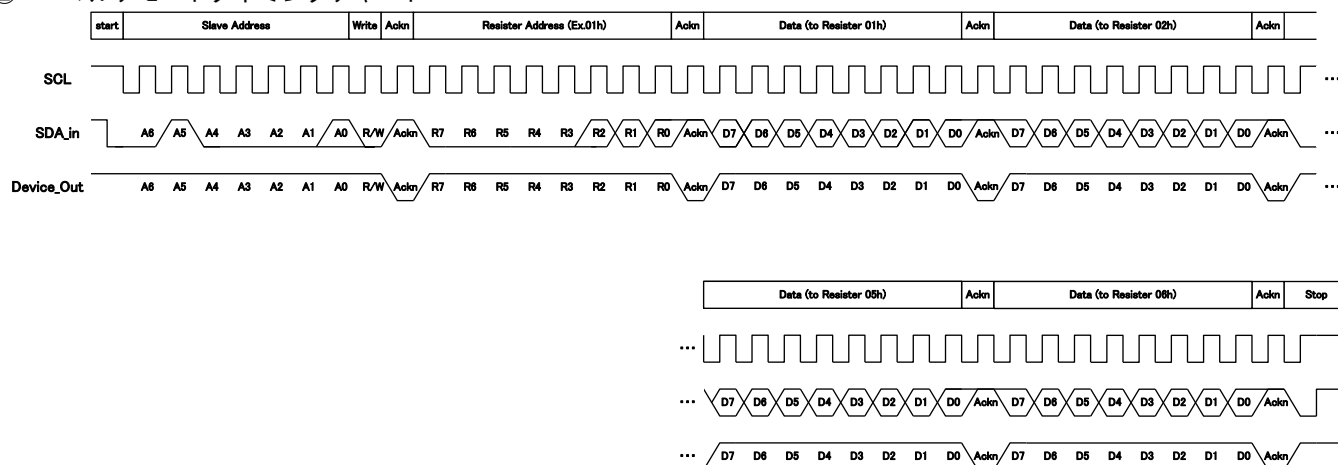 start Slave Address Write Ackn Resister Address (Ex.01h) Ackn Data (to Resister 01h) Ackn Data (to Resister 02h) Ackn
SCL ...
SDA_in A6 A5 A4 A3 A2 A1 A0 R/W Ackn R7 R6 R5 R4 R3 R2 R1 R0 Ackn D7 D6 D5 D4 D3 D2 D1 D0 Ackn D7 D6 D5 D4 D3 D2 D1 D0 Ackn ...
Device_Out A6 A5 A4 A3 A2 A1 A0 R/W Ackn R7 R6 R5 R4 R3 R2 R1 R0 Ackn D7 D6 D5 D4 D3 D2 D1 D0 Ackn D7 D6 D5 D4 D3 D2 D1 D0 Ackn ...
Data (to Resister 05h) Ackn Data (to Resister 06h) Ackn Stop
...
... D7 D6 D5 D4 D3 D2 D1 D0 Ackn D7 D6 D5 D4 D3 D2 D1 D0 Ackn
... D7 D6 D5 D4 D3 D2 D1 D0 Ackn D7 D6 D5 D4 D3 D2 D1 D0 Ackn